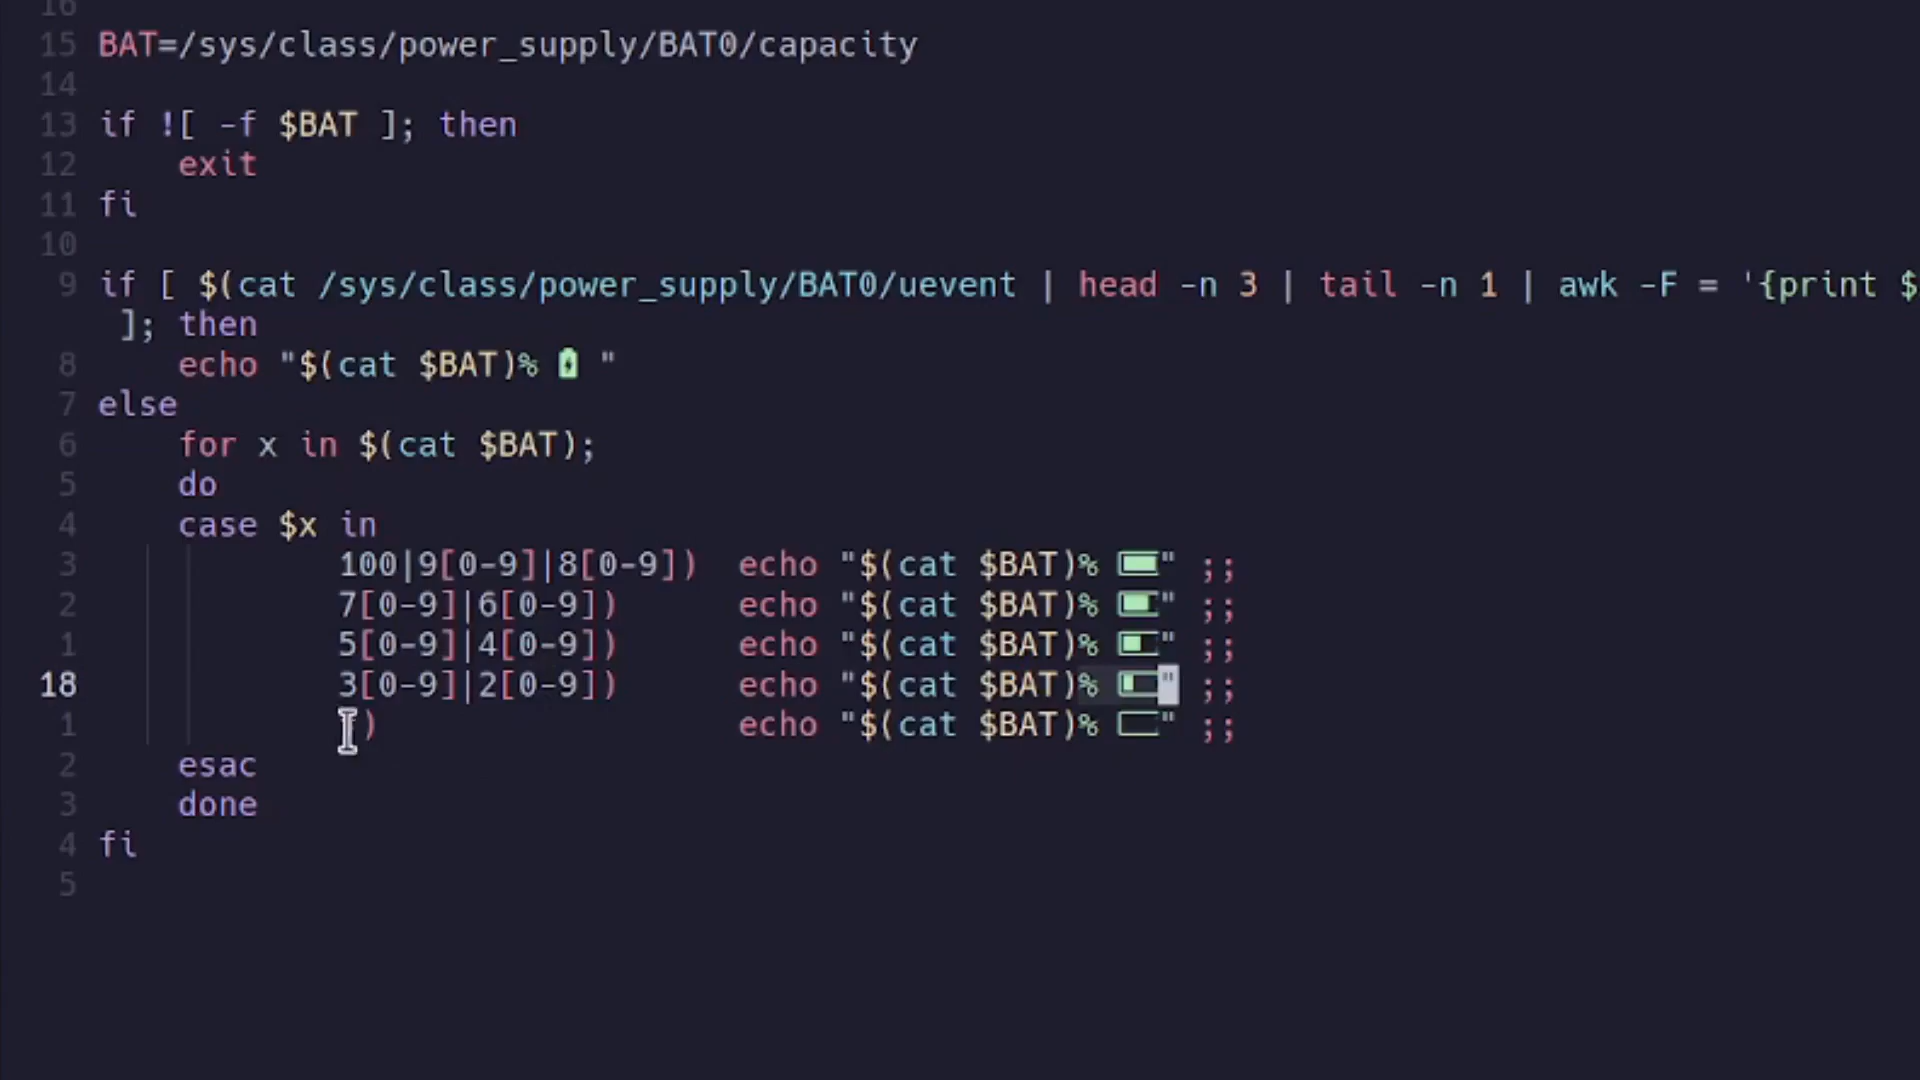 16
15 BAT=/sys/class/power_supply/BAT0/capacity
14
13 if ![ -f $BAT ]; then
12 exit
11 fi
10
9 if [ $(cat /sys/class/power_supply/BAT0/uevent | head -n 3 | tail -n 1 | awk -F = '{print $
]; then
8 echo "$(cat $BAT)% "
7 else
6 for x in $(cat $BAT);
5 do
4 case $x in
3 100|9[0-9]|8[0-9]) echo "$(cat $BAT)% " ;;
2 7[0-9]|6[0-9]) echo "$(cat $BAT)% " ;;
1 5[0-9]|4[0-9]) echo "$(cat $BAT)% " ;;
18 3[0-9]|2[0-9]) echo "$(cat $BAT)% " ;;
1 ) echo "$(cat $BAT)% " ;;
2 esac
3 done
4 fi
5